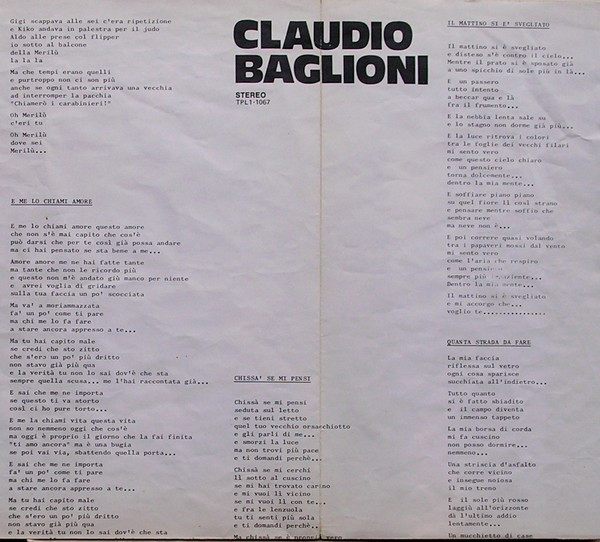 Gigi scappava alle sei c'era ripetizione
e Kiko andava in palestra per il judo
Aldo alle prese col flipper
io sotto al balcone
della Merilù
la la la
Ma che tempi erano quelli
e purtroppo non ci son più
anche se ogni tanto arrivava una vecchia
ad interromper la pacchia
"Chiamerò i carabinieri!"
Oh Merilù
c'eri tu
Oh Merilù
dove sei
Merilù...
E ME LO CHIAMI AMORE
E me lo chiami amore questo amore
che non s'è mai capito che cos'è
può darsi che per te così già possa andare
ma ci hai pensato se sta bene a me...
Amore amore me ne hai fatte tante
ma tante che non le ricordo più
e questo non m'è andato giù manco per niente
e avrei voglia di gridare
sulla tua faccia un po' scocciata
Ma va' a moriammazzata
fa' un po' come ti pare
ma chi me lo fa fare
a stare ancora appresso a te...
Ma tu hai capito male
se credi che sto zitto
che s'ero un po' più dritto
non stavo già più qua
e la verità tu non lo sai dov'è che sta
sempre quella scusa... me l'hai raccontata già...
E sai che me ne importa
se questo ti va storto
così ci ho pure torto...
E me la chiami vita questa vita
non so nemmeno oggi che cos'è
ma oggi è proprio il giorno che la fai finita
"ti amo ancora" ma è una bugia
se poi vai via, sbattendo quella porta...
E sai che me ne importa
fa' un po' come ti pare
ma chi me lo fa fare
a stare ancora appresso a te...
Ma tu hai capito male
se credi che sto zitto
che s'ero un po' più dritto
non stavo già più qua
e la verità tu non lo sai dov'è che sta
CLAUDIO
BAGLIONI
STEREO
TPL1-1067
CHISSA' SE MI PENSI
Chissà se mi pensi
seduta sul letto
e se tieni stretto
quel tuo vecchio orsacchiotto
e gli parli di me...
e smorzi la luce
ma non trovi più pace
e ti domandi perchè...
Chissà se mi cerchi
lì sotto al cuscino
se mi hai trovato carino
e mi vuoi lì vicino
se mi vuoi lì con te...
e fra le lenzuola
tu ti senti più sola
e ti domandi perchè..
Ma chissà se è proprio vero
IL MATTINO SI E' SVEGLIATO
Il mattino si è svegliato
e disteso s'è contro il cielo...
Mentre il prato si è sposato già
a uno spicchio di sole più in là...
E un passero
tutto intento
a beccar qua e là
fra il frumento...
E la nebbia lenta sale su
e lo stagno non dorme già più...
E la luce ritrova i colori
tra le foglie dei vecchi filari
mi sento vero
come questo cielo chiaro
e un pensiero
torna dolcemente...
dentro la mia mente...
E soffiare piano piano
su quel fiore lì così strano
e pensare mentre soffin che
sembra neve
ma neve non è...
E poi correre quasi volando
tra i papaveri mossi dal vento
mi sento vero
come l'aria che respiro
e un pensiero
sempre più
Dentro la mia mente...
Il mattino si è svegliato
e mi accorgo che...
voglio te................
QUANTA STRADA DA FARE
La mia faccia
riflessa sul vetro
ogni cosa sparisce
succhiata all'indietro...
Tutto quanto
si è fatto sbiadito
e il campo diventa
un immenso tappeto
La mia borsa di corda
mi fa cuscino
non posso dormire...
nemmeno...
Una striscia d'asfalto
che corre vicino
e insegue noiosa
il mio treno
E il sole più rosso
laggiù all'orizzonte
dà l'ultimo addio
lentamente...
Un mucchietto di case